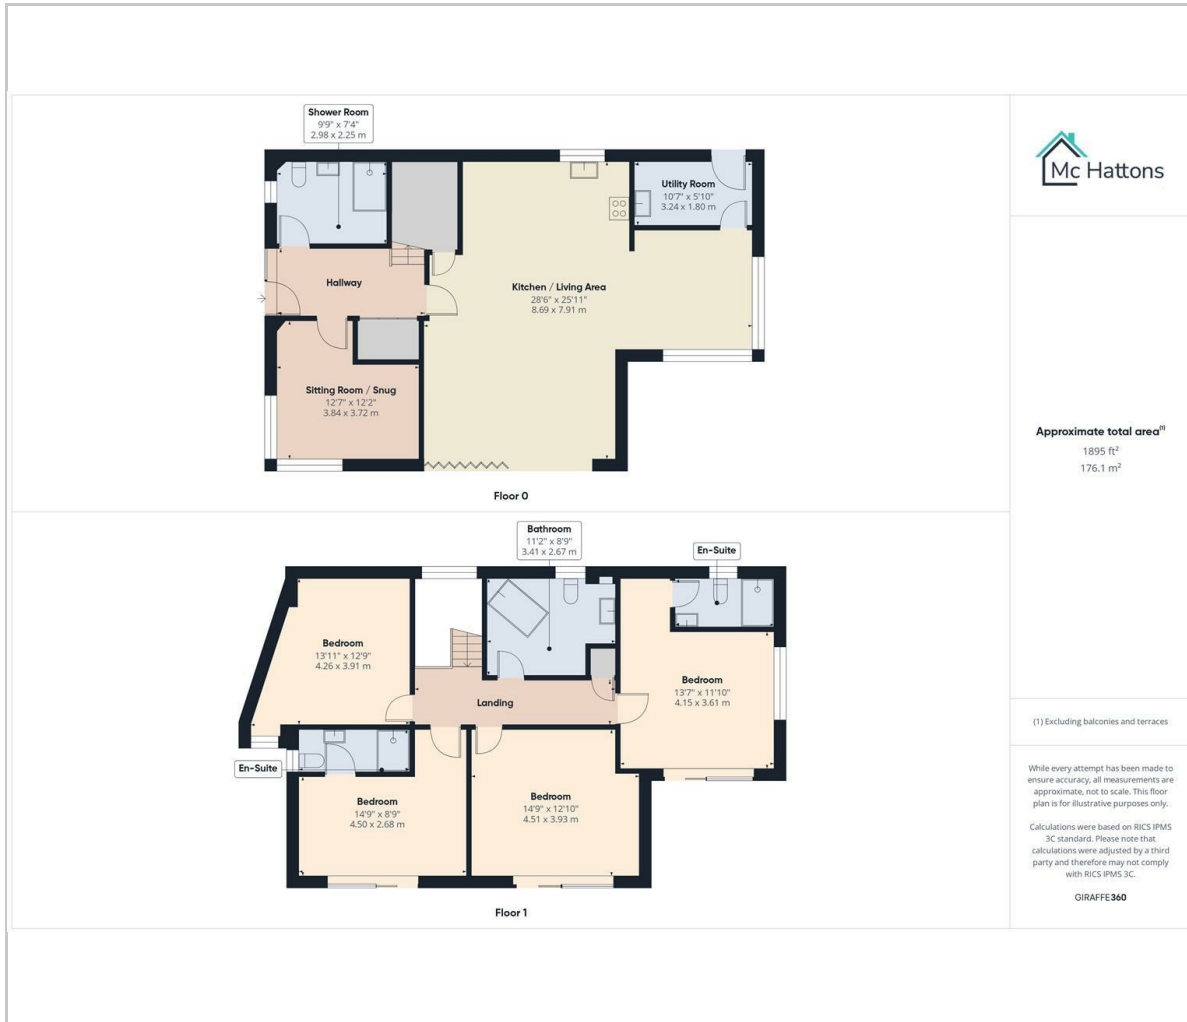 Shower Room
9'9" x 7'4"
2.98 x 2.25 m
Utility Room
10'7" x 5'10"
3.24 x 1.80 m
Hallway
Kitchen / Living Area
28'6" x 25'11"
8.69 x 7.91 m
Sitting Room / Snug
12'7" x 12'2"
3.84 x 3.72 m
Floor 0
Bathroom
11'2" x 8'9"
3.41 x 2.67 m
En-Suite
Bedroom
13'11" x 12'9"
4.26 x 3.91 m
Bedroom
13'7" x 11'10"
4.15 x 3.61 m
Landing
En-Suite
Bedroom
14'9" x 8'9"
4.50 x 2.68 m
Bedroom
14'9" x 12'10"
4.51 x 3.93 m
Floor 1
Mc Hattons
Approximate total area(1)
1895 ft²
176.1 m²
(1) Excluding balconies and terraces
While every attempt has been made to
ensure accuracy, all measurements are
approximate, not to scale. This floor
plan is for illustrative purposes only.
Calculations were based on RICS IPMS
3C standard. Please note that
calculations were adjusted by a third
party and therefore may not comply
with RICS IPMS 3C.
GIRAFFE360